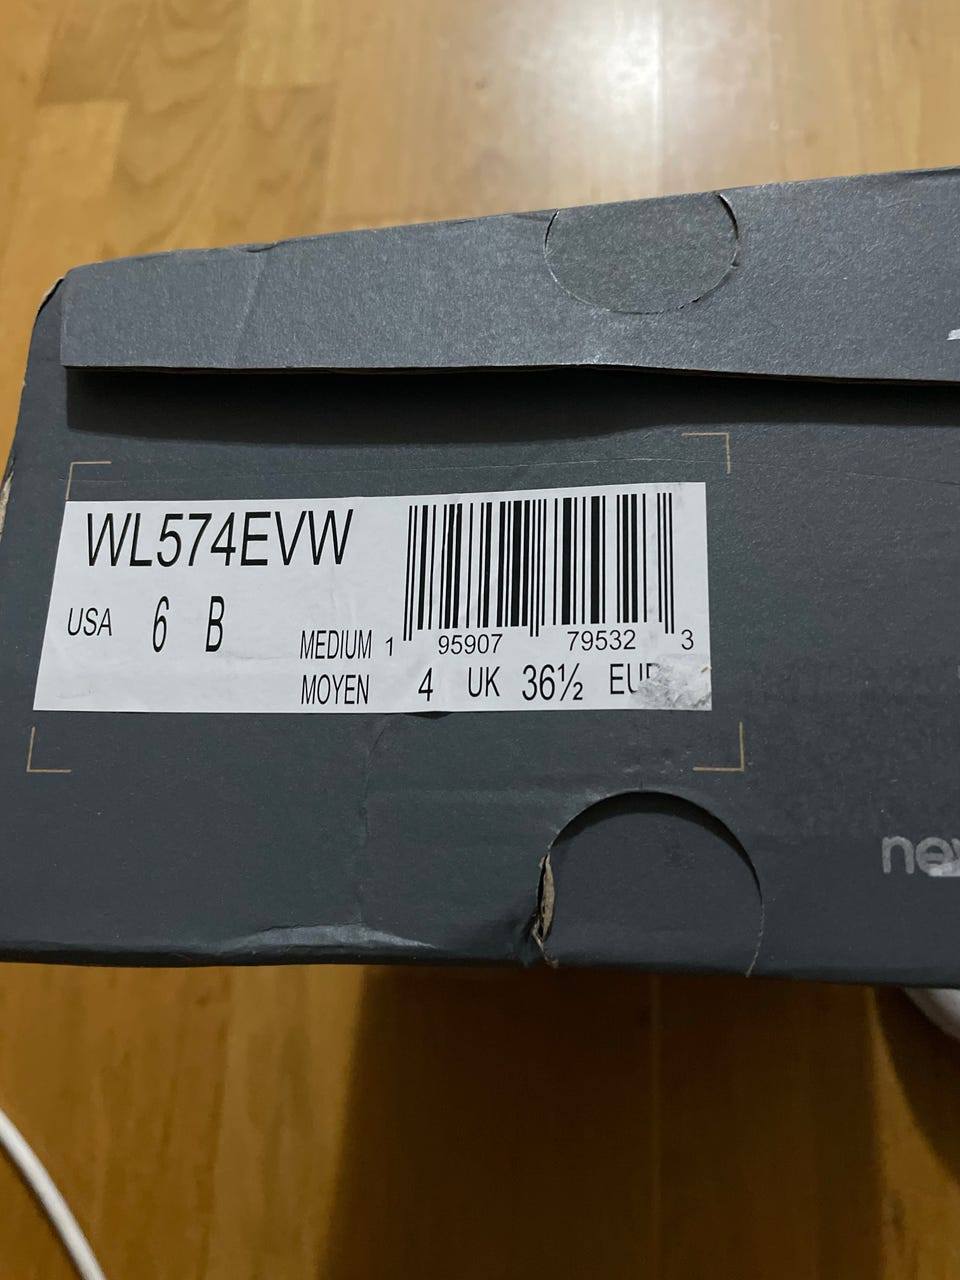 WL574EVW
USA 6 B
MEDIUM
MOYEN
1 95907 79532 3
4 UK 36½